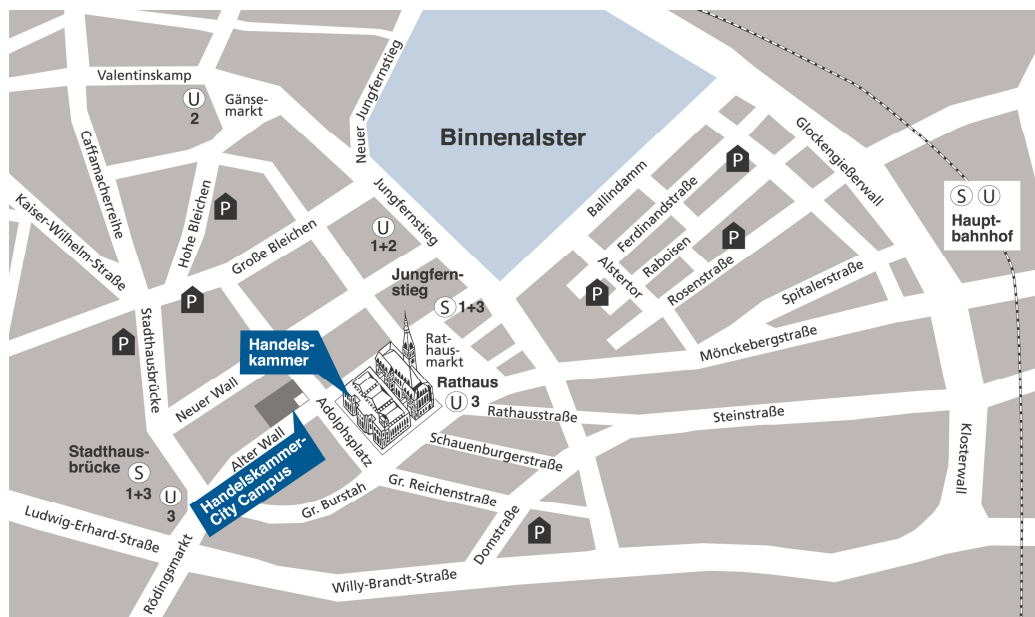 Valentinskamp
U
2
Gänse-
markt
Neuer Jungfernstieg
Binnenalster
Glockengießerwall
Caffamacherreihe
Kaiser-Wilhelm-Straße
Hohe Bleichen
P
Große Bleichen
Jungfernstieg
U
1+2
Ballindamm
Ferdinandstraße
P
Raboisen
P
Rosenstraße
Alstertor
P
Spitalerstraße
S U
Haupt-
bahnhof
P
P
Stadthausbrücke
Jungfern-
stieg
S 1+3
Rat-
haus-
markt
Handels-
kammer
Mönckebergstraße
Neuer Wall
Rathaus
U 3
Rathausstraße
Steinstraße
Adolphsplatz
Alter Wall
Schauenburgerstraße
Klosterwall
Stadthaus-
brücke
S
1+3
U
3
Handelskammer-
City Campus
Gr. Burstah
Gr. Reichenstraße
Domstraße
P
Ludwig-Erhard-Straße
Rödingsmarkt
Willy-Brandt-Straße